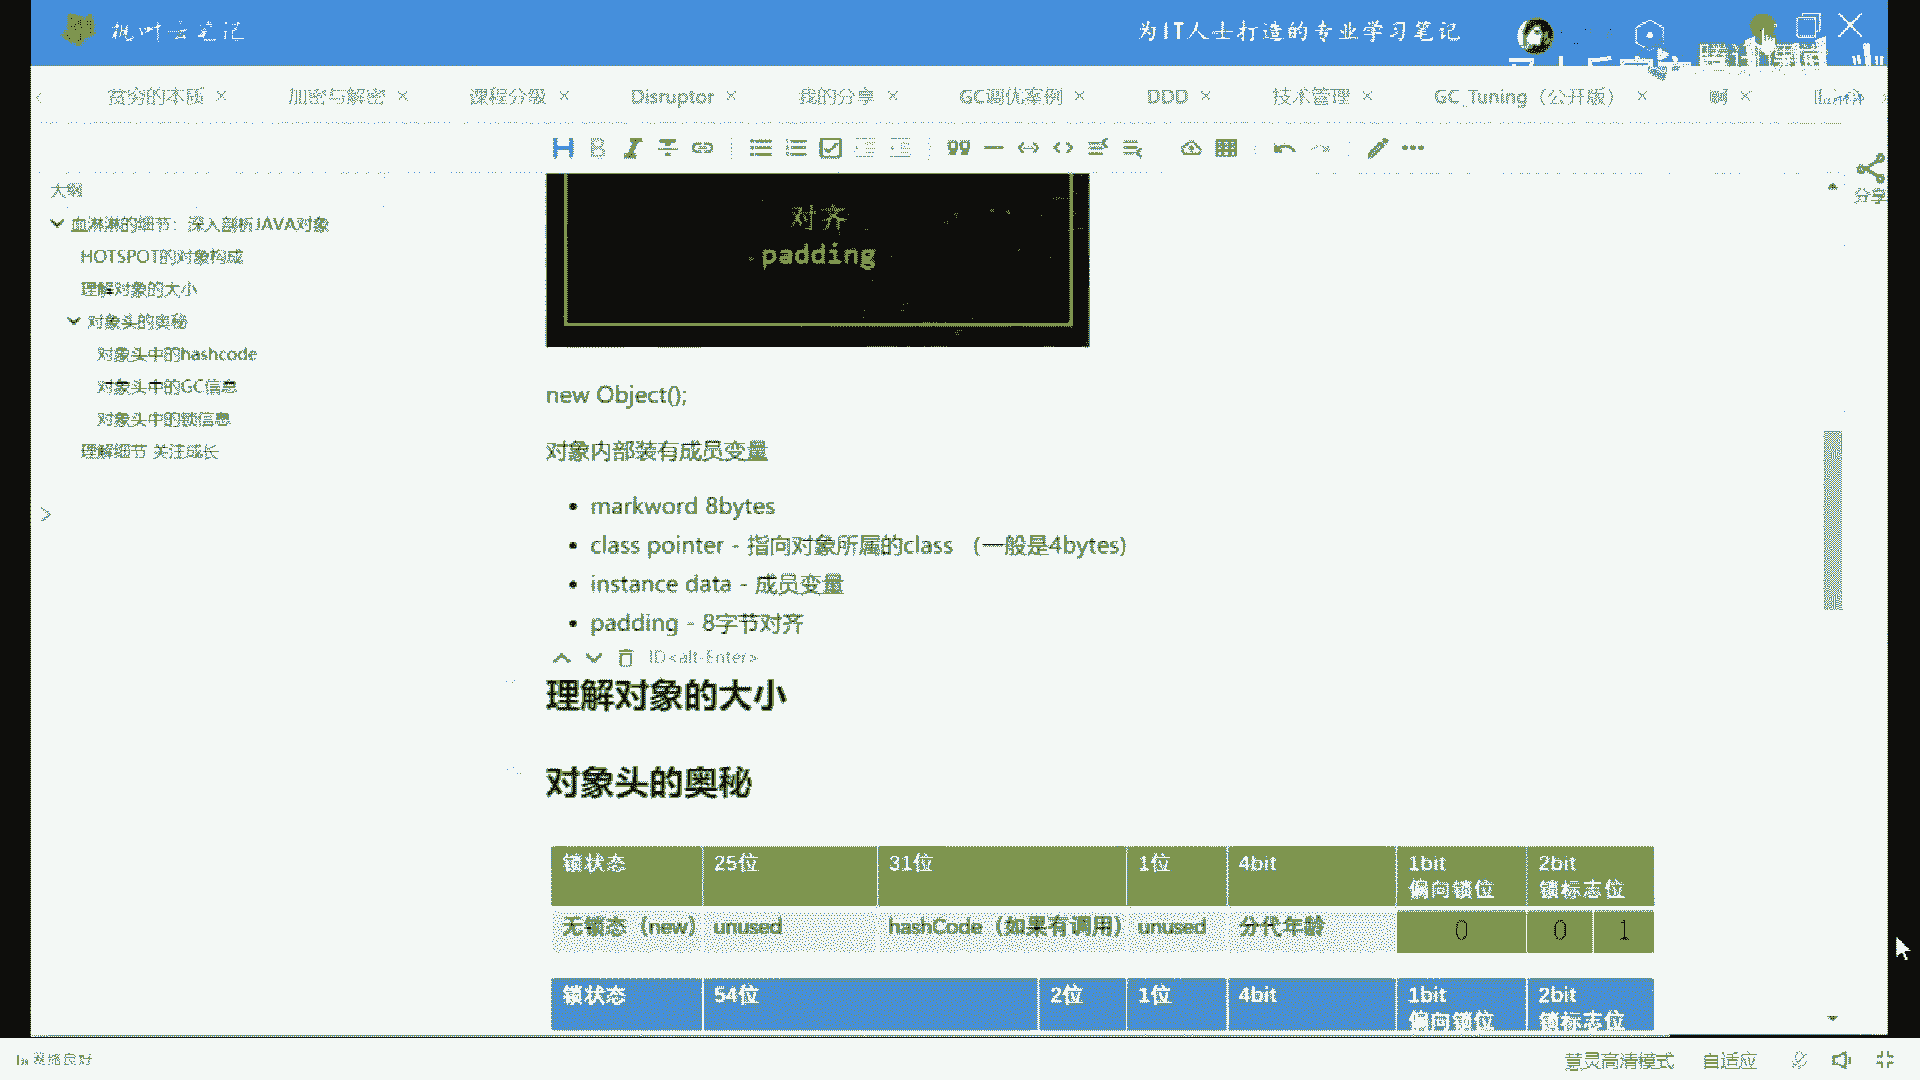 枫叶云笔记
为IT人士打造的专业学习笔记
贫穷的本质 × 加密与解密 × 课程分级 × Disruptor × 我的分享 × GC调优案例 × DDD × 技术管理 × GC_Tuning（公开版） ×
分享
大纲
血淋淋的细节：深入剖析JAVA对象
HOTSPOT的对象构成
理解对象的大小
对象头的奥秘
对象头中的hashcode
对象头中的GC信息
对象头中的锁信息
理解细节 关注成长
对齐
padding
new Object();
对象内部装有成员变量
markword 8bytes
class pointer - 指向对象所属的class （一般是4bytes)
instance data - 成员变量
padding - 8字节对齐
ID<alt-Enter>
理解对象的大小
对象头的奥秘
锁状态 25位 31位 1位 4bit 1bit 偏向锁位 2bit 锁标志位
无锁态（new） unused hashCode（如果有调用） unused 分代年龄 0 0 1
锁状态 54位 2位 1位 4bit 1bit 偏向锁位 2bit 锁标志位
网络良好
慧灵高清模式 自适应